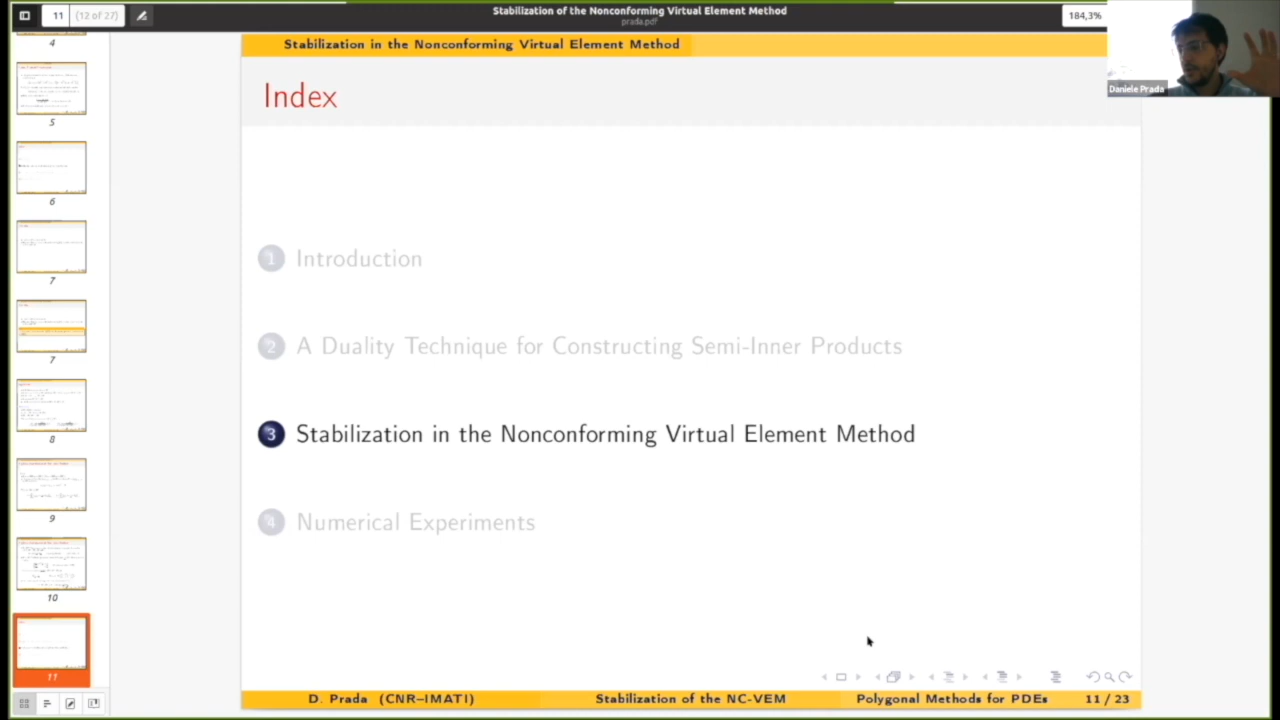 11
(12 of 27)
Stabilization of the Nonconforming Virtual Element Method
prada.pdf
184,3%
Daniele Prada
4
5
6
7
7
8
9
10
11
Stabilization in the Nonconforming Virtual Element Method
Index
1 Introduction
2 A Duality Technique for Constructing Semi-Inner Products
3 Stabilization in the Nonconforming Virtual Element Method
4 Numerical Experiments
D. Prada (CNR–IMATI) Stabilization of the NC-VEM Polygonal Methods for PDEs 11 / 23